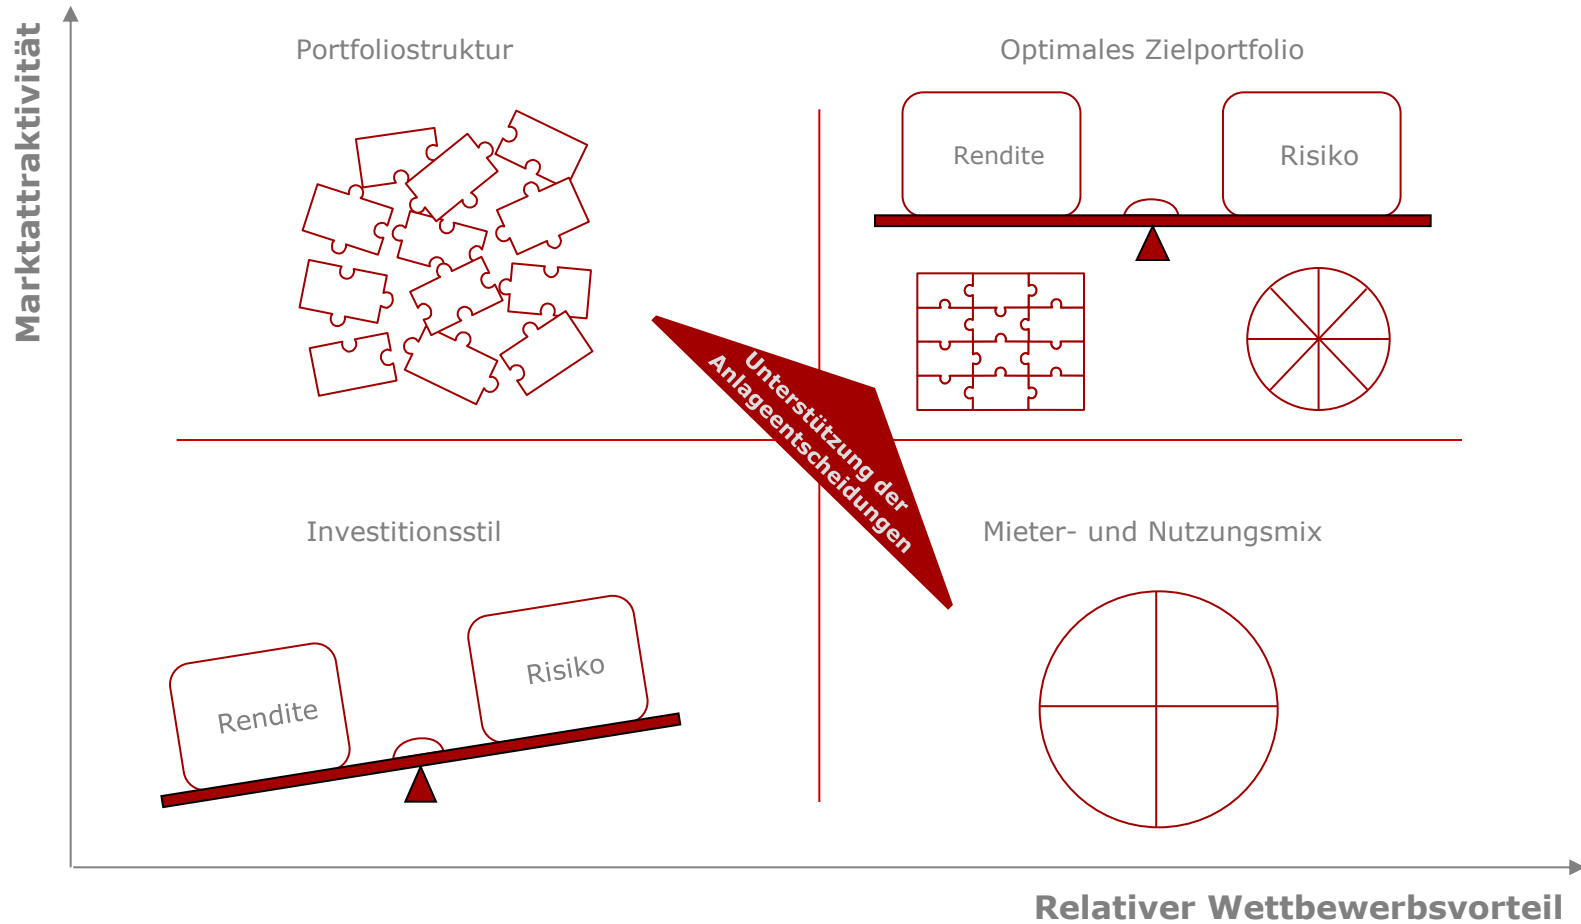 Marktattraktivität
Portfoliostruktur
Optimales Zielportfolio
Rendite
Risiko
Unterstützung der
Anlageentscheidungen
Investitionsstil
Mieter- und Nutzungsmix
Rendite
Risiko
Relativer Wettbewerbsvorteil